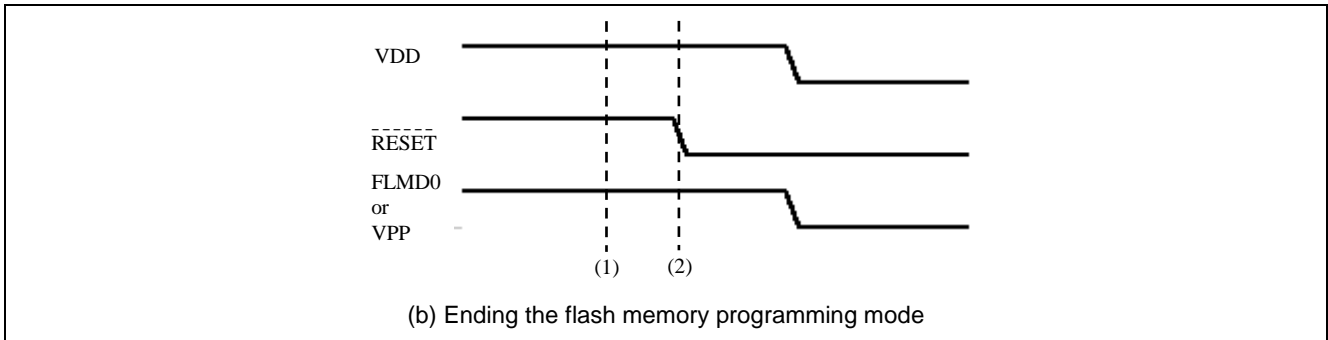 VDD
RESET
FLMD0
or
VPP
(1) (2)
(b) Ending the flash memory programming mode